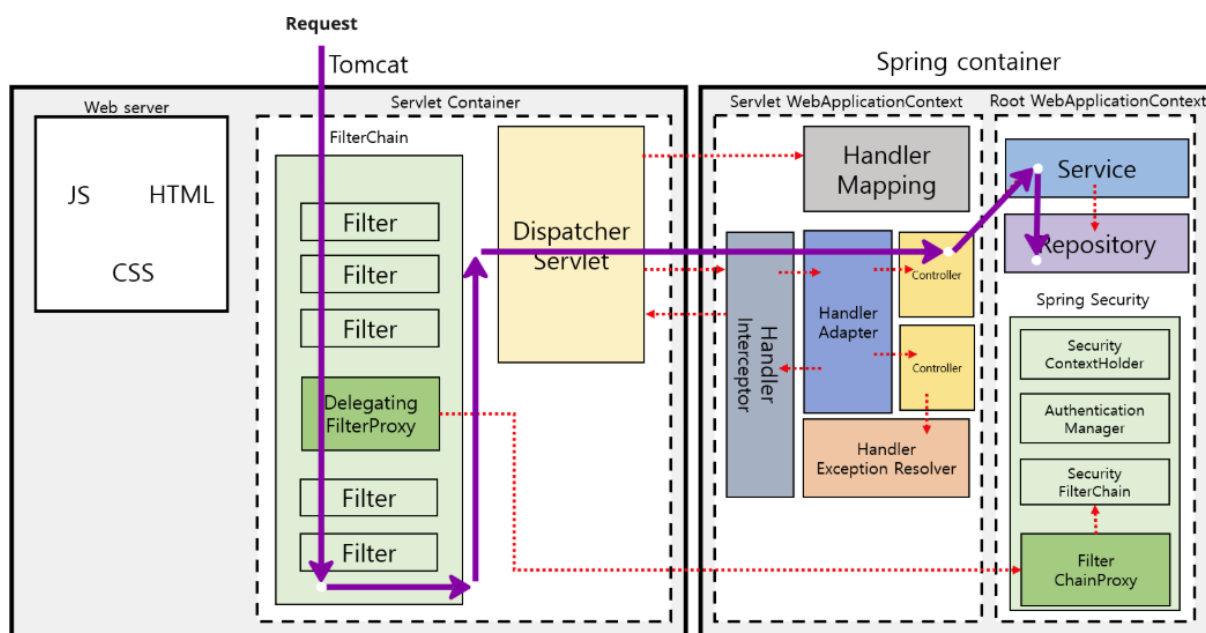 Request
Tomcat
Spring container
Web server
Servlet Container
Servlet WebApplicationContext
Root WebApplicationContext
JS
HTML
CSS
FilterChain
Filter
Filter
Filter
Delegating
FilterProxy
Filter
Filter
Dispatcher
Servlet
Handler
Mapping
Handler
Interceptor
Handler
Adapter
Controller
Controller
Handler
Exception Resolver
Service
Repository
Spring Security
Security
ContextHolder
Authentication
Manager
Security
FilterChain
Filter
ChainProxy